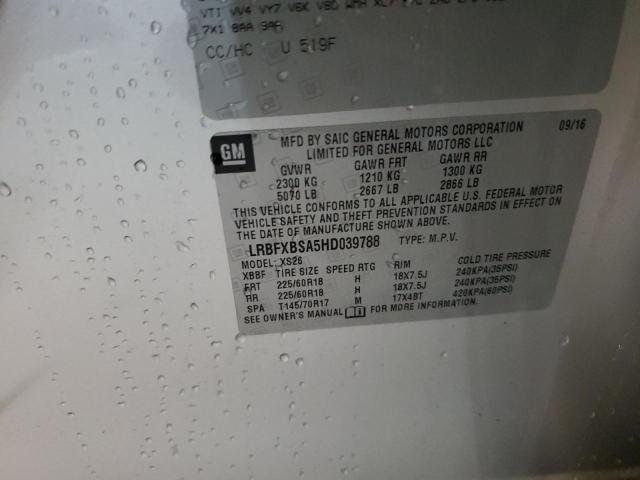 VTI VV4 VY7 V6K V8D WMA XL7
7X1 8AA 9AF
CC/HC U 519F
GM
MFD BY SAIC GENERAL MOTORS CORPORATION 09/16
LIMITED FOR GENERAL MOTORS LLC
GVWR GAWR FRT GAWR RR
2300 KG 1210 KG 1300 KG
5070 LB 2667 LB 2866 LB
THIS VEHICLE CONFORMS TO ALL APPLICABLE U.S. FEDERAL MOTOR
VEHICLE SAFETY AND THEFT PREVENTION STANDARDS IN EFFECT ON
THE DATE OF MANUFACTURE SHOWN ABOVE.
LRBFXBSA5HD039788 TYPE: M.P.V.
MODEL: XS26
XBBF TIRE SIZE SPEED RTG RIM COLD TIRE PRESSURE
FRT 225/60R18 H 18X7.5J 240KPA(35PSI)
RR 225/60R18 H 18X7.5J 240KPA(35PSI)
SPA T145/70R17 M 17X4BT 420KPA(60PSI)
SEE OWNER'S MANUAL FOR MORE INFORMATION.